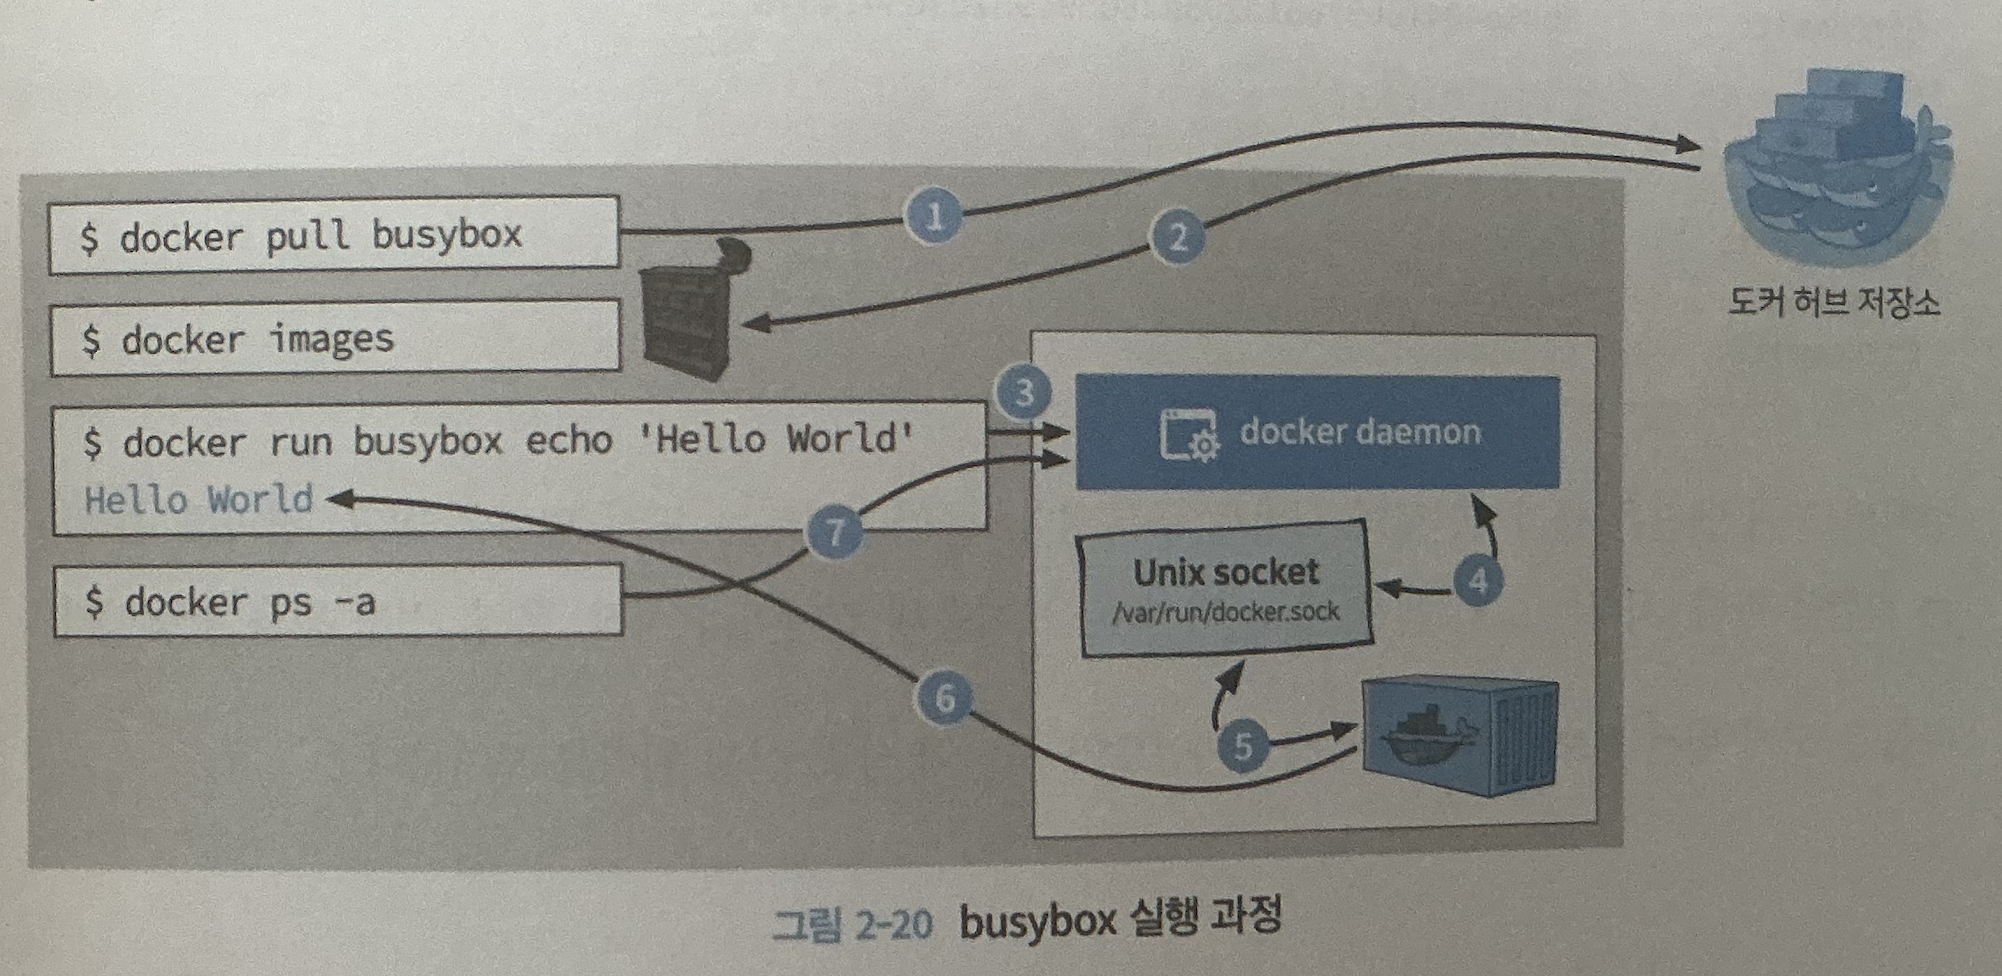 $ docker pull busybox
1
2
도커 허브 저장소
$ docker images
3
$ docker run busybox echo 'Hello World'
Hello World
docker daemon
7
$ docker ps -a
Unix socket
/var/run/docker.sock
4
6
5
그림 2-20 busybox 실행 과정